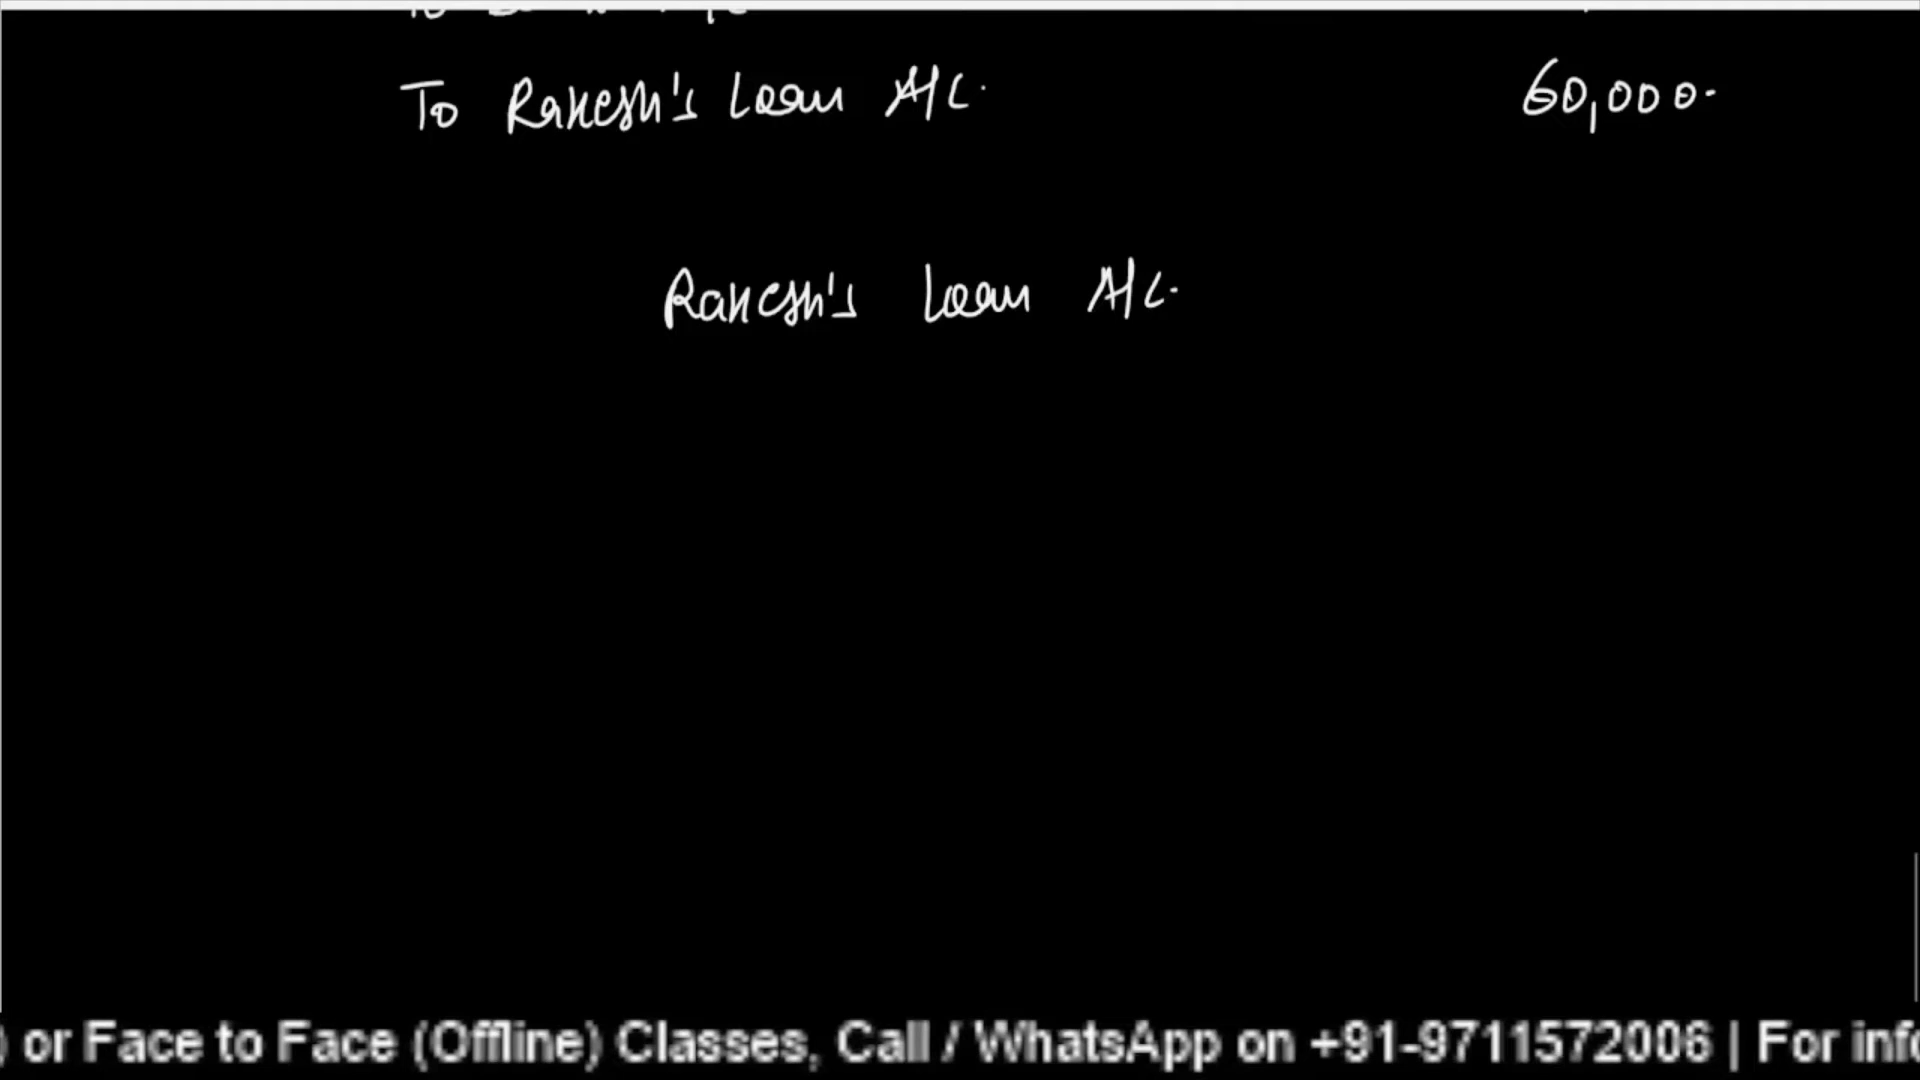 To Rakesh's Loan A/c. 60,000.
Rakesh's Loan A/c.
) or Face to Face (Offline) Classes, Call / WhatsApp on +91-9711572006 | For info